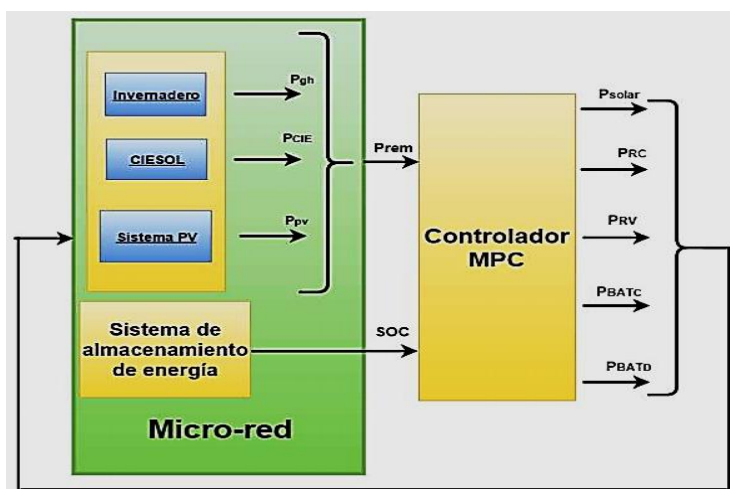 Invernadero
CIESOL
Sistema PV
Pgh
PCIE
Ppv
Sistema de
almacenamiento
de energía
Micro-red
Prem
SOC
Controlador
MPC
Psolar
PRC
PRV
PBATC
PBATD